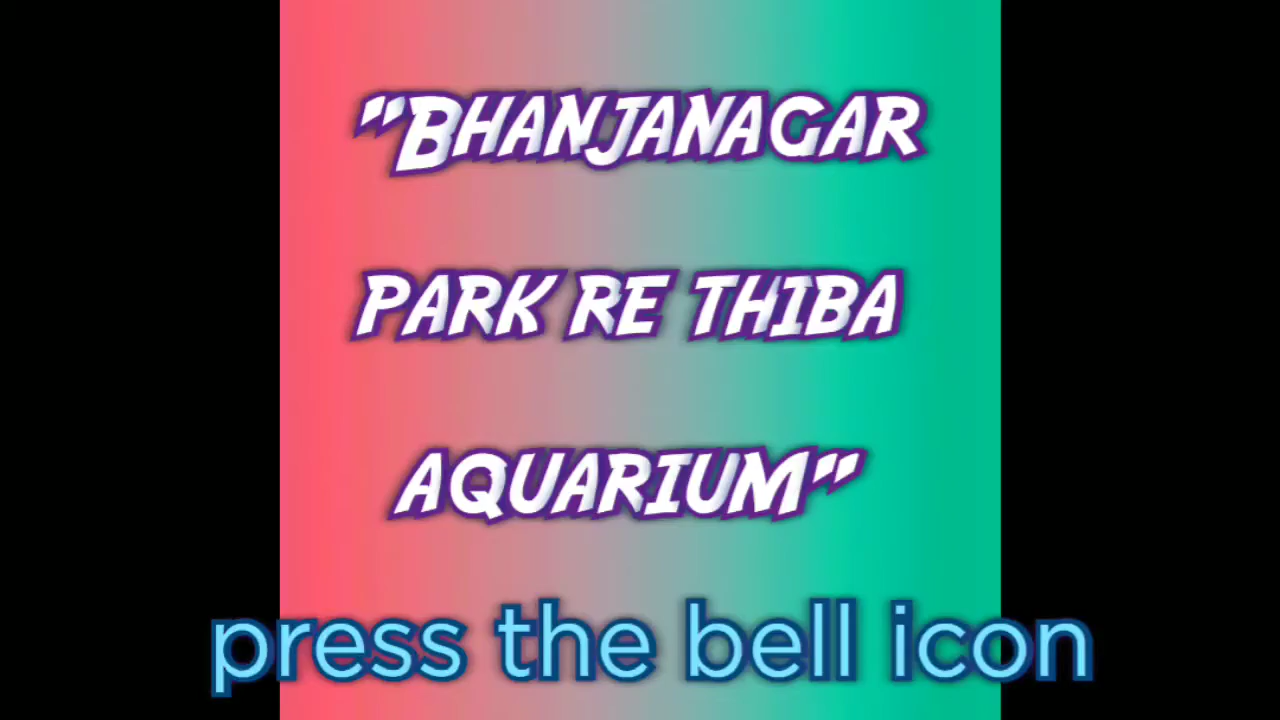 "BHANJANAGAR
PARK RE THIBA
AQUARIUM"
press the bell icon